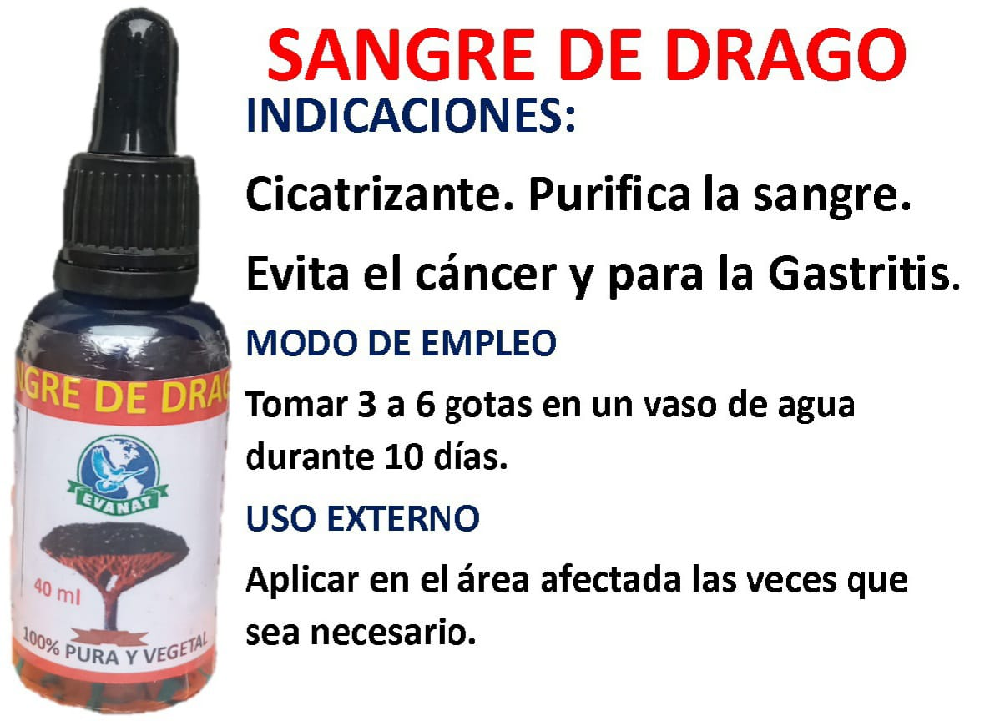 SANGRE DE DRAGO
INDICACIONES:
Cicatrizante. Purifica la sangre.
Evita el cáncer y para la Gastritis.
MODO DE EMPLEO
Tomar 3 a 6 gotas en un vaso de agua
durante 10 días.
USO EXTERNO
Aplicar en el área afectada las veces que
sea necesario.
NGRE DE DRAG
EVANAT
40 ml
100% PURA Y VEGETAL